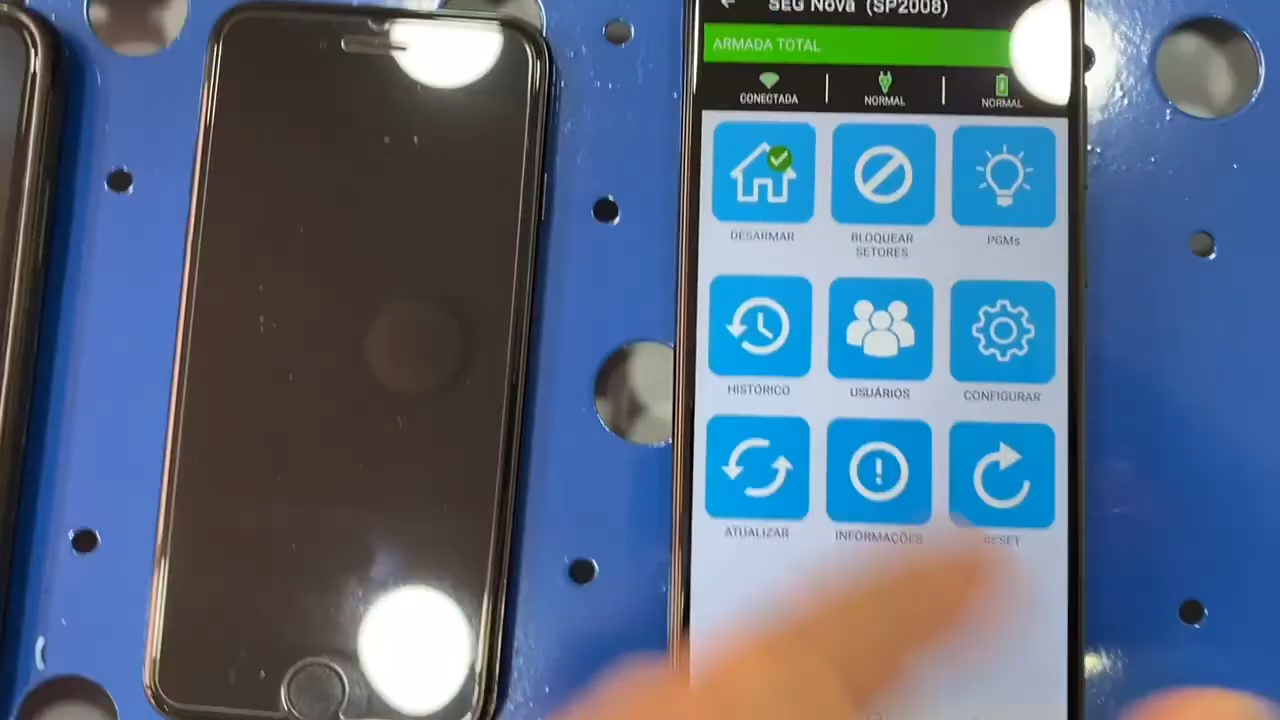 SEG Nova (SP2008)
ARMADA TOTAL
CONECTADA
NORMAL
NORMAL
DESARMAR
BLOQUEAR
SETORES
PGMs
HISTÓRICO
USUÁRIOS
CONFIGURAR
ATUALIZAR
INFORMAÇÕES
RESET